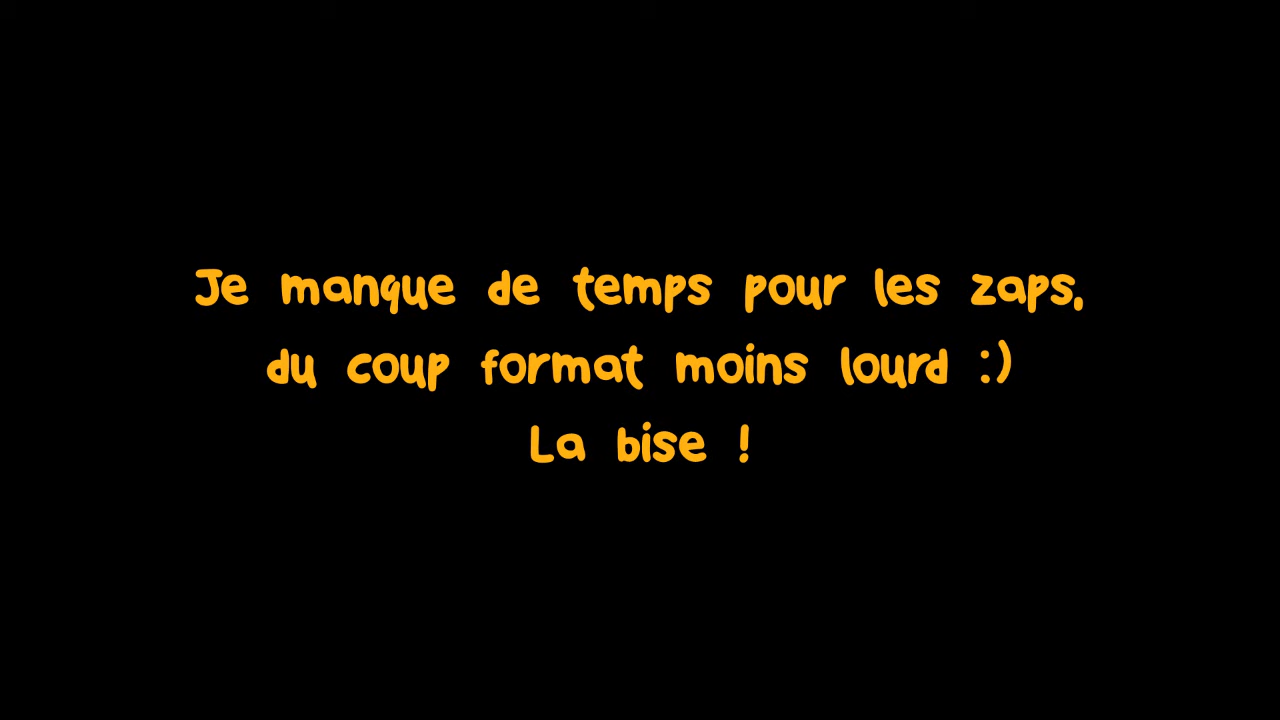 Je manque de temps pour les zaps,
du coup format moins lourd :)
La bise !